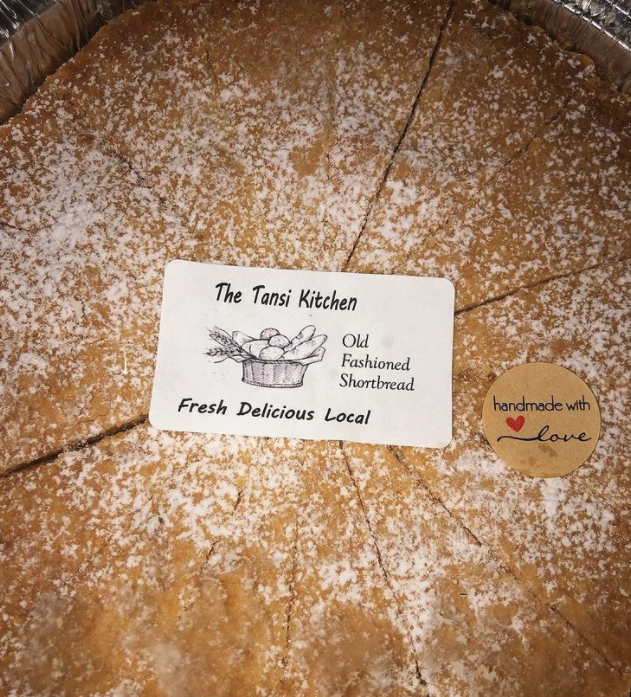 The Tansi Kitchen
Old
Fashioned
Shortbread
Fresh Delicious Local
handmade with
love